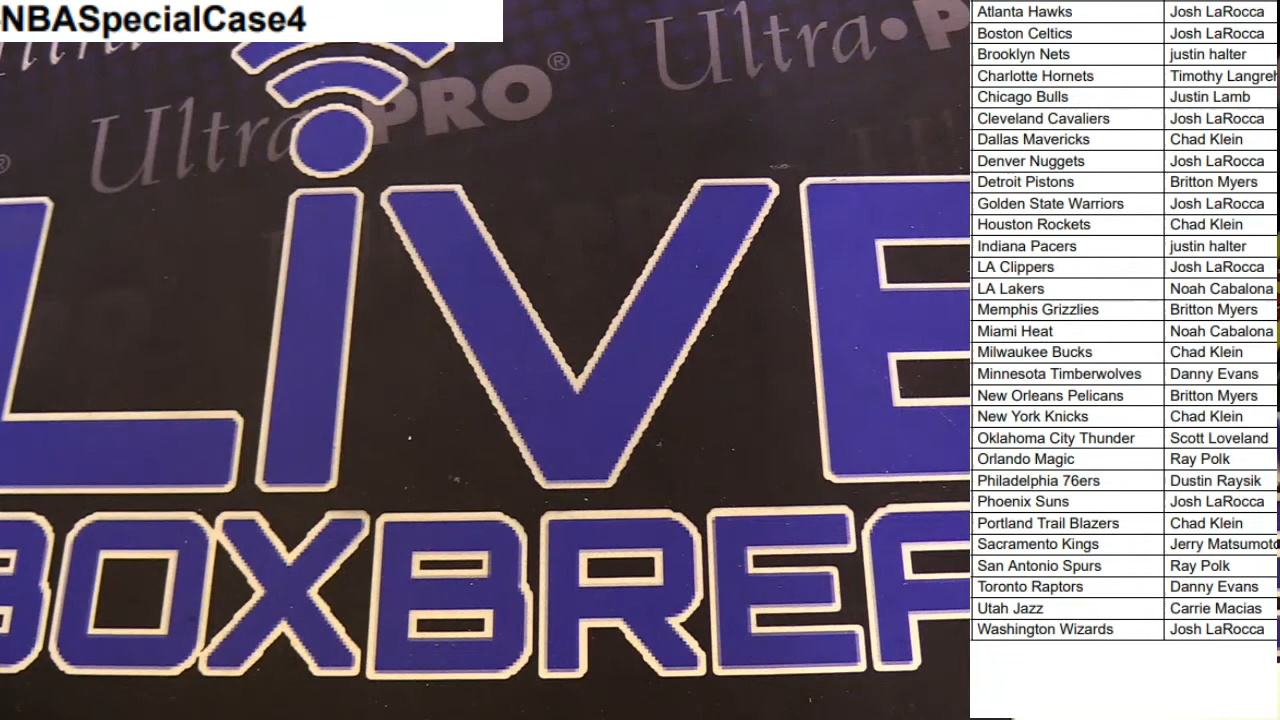 NBASpecialCase4
Ultra PRO®
Ultra•P
®
LiVE
BOXBREA
Atlanta Hawks Josh LaRocca
Boston Celtics Josh LaRocca
Brooklyn Nets justin halter
Charlotte Hornets Timothy Langreh
Chicago Bulls Justin Lamb
Cleveland Cavaliers Josh LaRocca
Dallas Mavericks Chad Klein
Denver Nuggets Josh LaRocca
Detroit Pistons Britton Myers
Golden State Warriors Josh LaRocca
Houston Rockets Chad Klein
Indiana Pacers justin halter
LA Clippers Josh LaRocca
LA Lakers Noah Cabalona
Memphis Grizzlies Britton Myers
Miami Heat Noah Cabalona
Milwaukee Bucks Chad Klein
Minnesota Timberwolves Danny Evans
New Orleans Pelicans Britton Myers
New York Knicks Chad Klein
Oklahoma City Thunder Scott Loveland
Orlando Magic Ray Polk
Philadelphia 76ers Dustin Raysik
Phoenix Suns Josh LaRocca
Portland Trail Blazers Chad Klein
Sacramento Kings Jerry Matsumoto
San Antonio Spurs Ray Polk
Toronto Raptors Danny Evans
Utah Jazz Carrie Macias
Washington Wizards Josh LaRocca